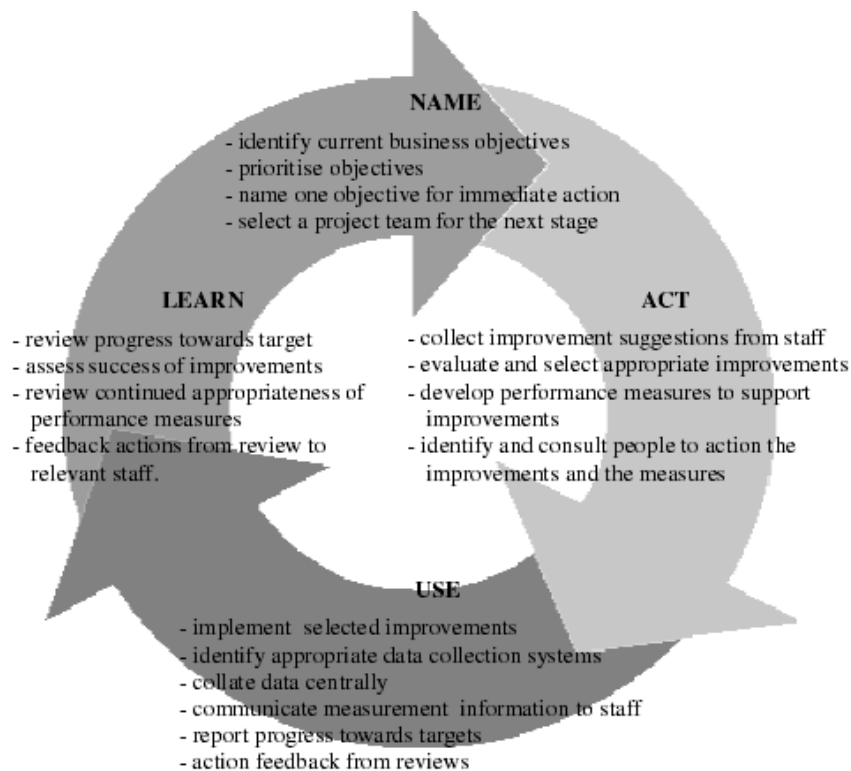 NAME
- identify current business objectives
- prioritise objectives
- name one objective for immediate action
- select a project team for the next stage
LEARN
- review progress towards target
- assess success of improvements
- review continued appropriateness of
performance measures
- feedback actions from review to
relevant staff.
ACT
- collect improvement suggestions from staff
- evaluate and select appropriate improvements
- develop performance measures to support
improvements
- identify and consult people to action the
improvements and the measures
USE
- implement selected improvements
- identify appropriate data collection systems
- collate data centrally
- communicate measurement information to staff
- report progress towards targets
- action feedback from reviews